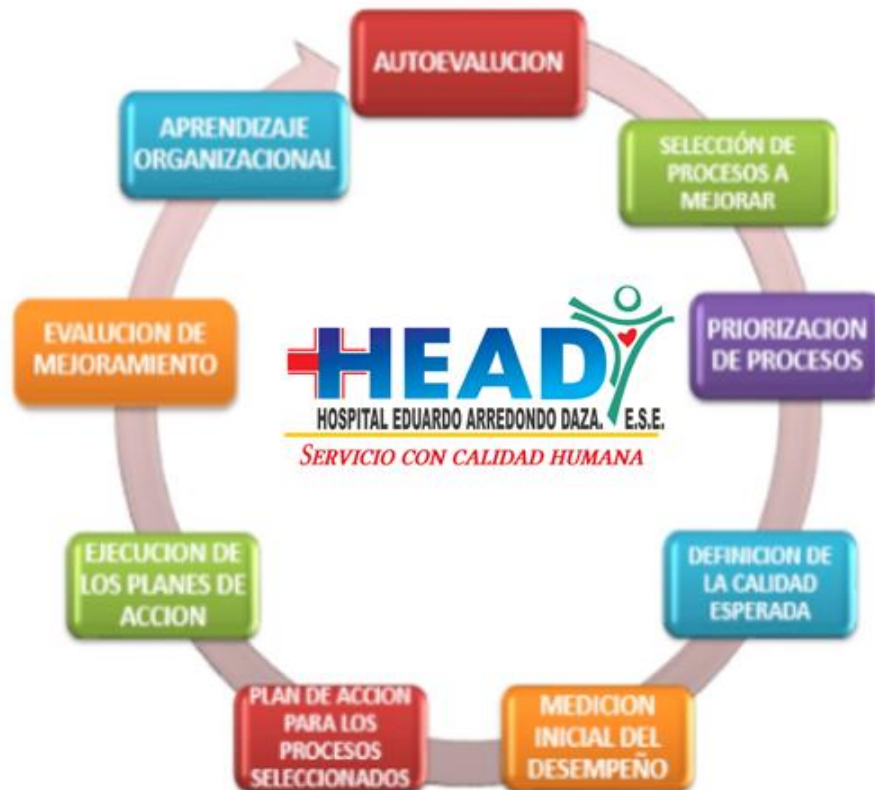 AUTOEVALUCION
SELECCIÓN DE
PROCESOS A
MEJORAR
PRIORIZACION
DE PROCESOS
DEFINICION DE
LA CALIDAD
ESPERADA
MEDICION
INICIAL DEL
DESEMPEÑO
PLAN DE ACCION
PARA LOS
PROCESOS
SELECCIONADOS
EJECUCION DE
LOS PLANES DE
ACCION
EVALUCION DE
MEJORAMIENTO
APRENDIZAJE
ORGANIZACIONAL
HEAD
HOSPITAL EDUARDO ARREDONDO DAZA. E.S.E.
SERVICIO CON CALIDAD HUMANA